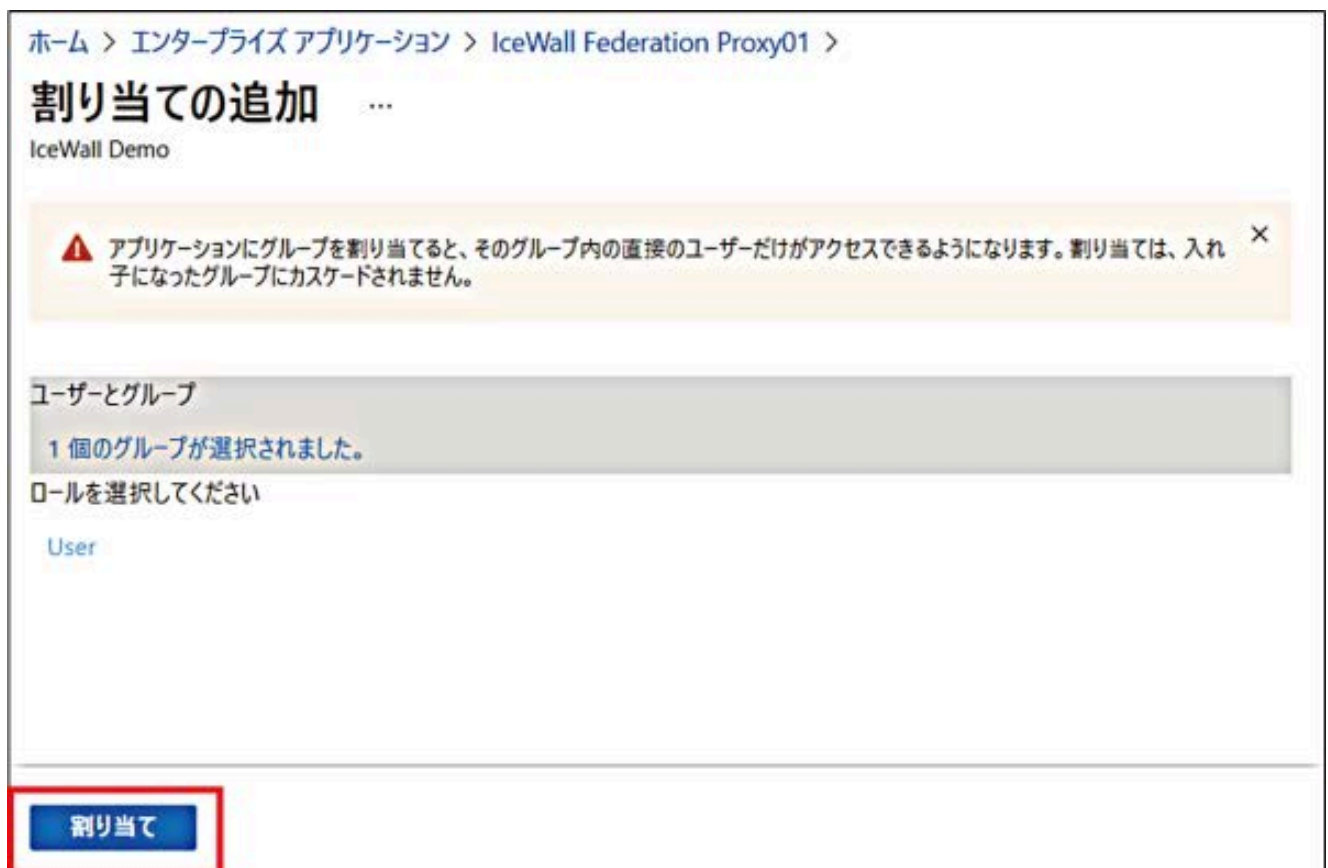 ホーム > エンタープライズ アプリケーション > IceWall Federation Proxy01 >
割り当ての追加 ...
IceWall Demo
アプリケーションにグループを割り当てると、そのグループ内の直接のユーザーだけがアクセスできるようになります。割り当ては、入れ
子になったグループにカスケードされません。
ユーザーとグループ
1 個のグループが選択されました。
ロールを選択してください
User
割り当て